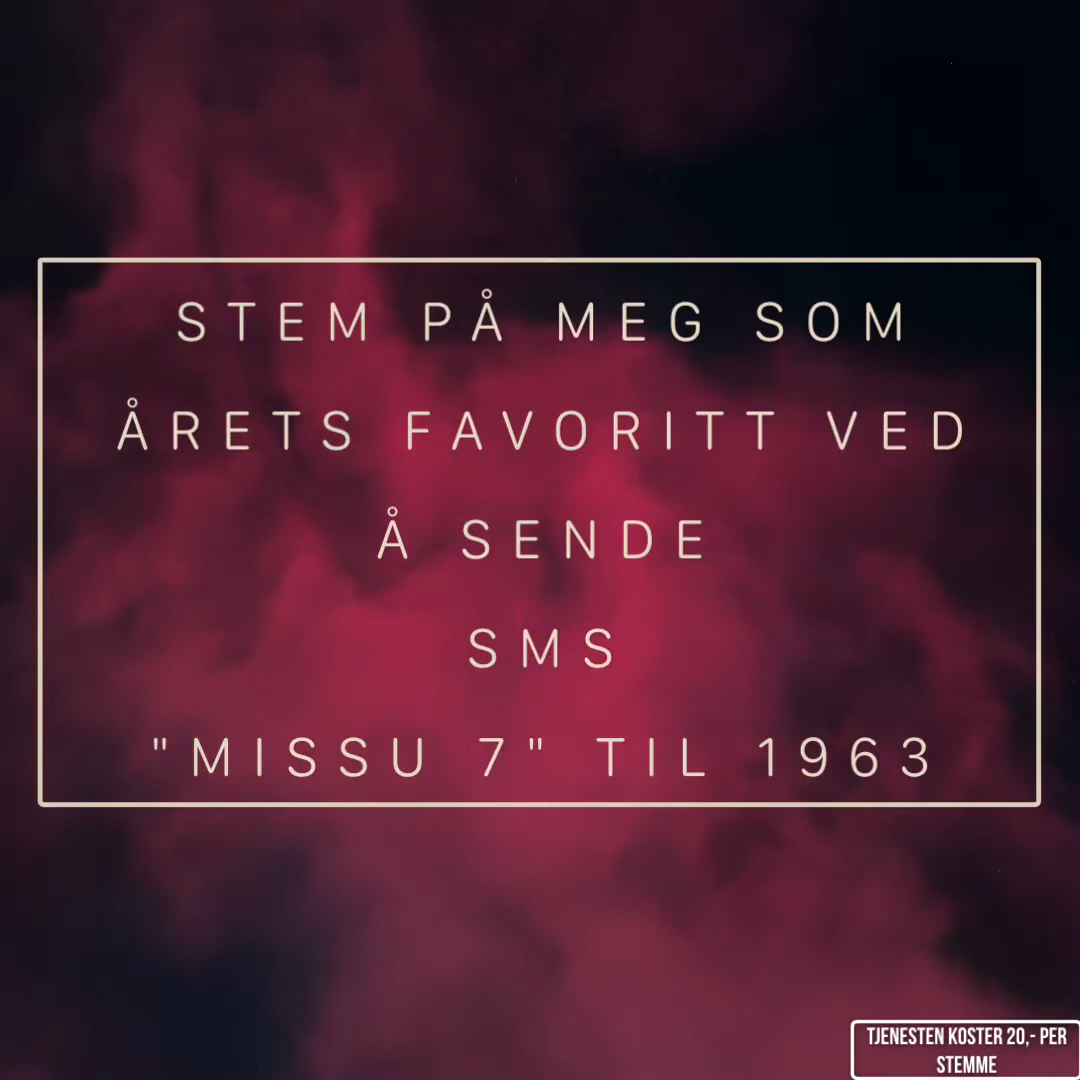 STEM PÅ MEG SOM
ÅRETS FAVORITT VED
Å SENDE
SMS
"MISSU 7" TIL 1963
TJENESTEN KOSTER 20,- PER
STEMME